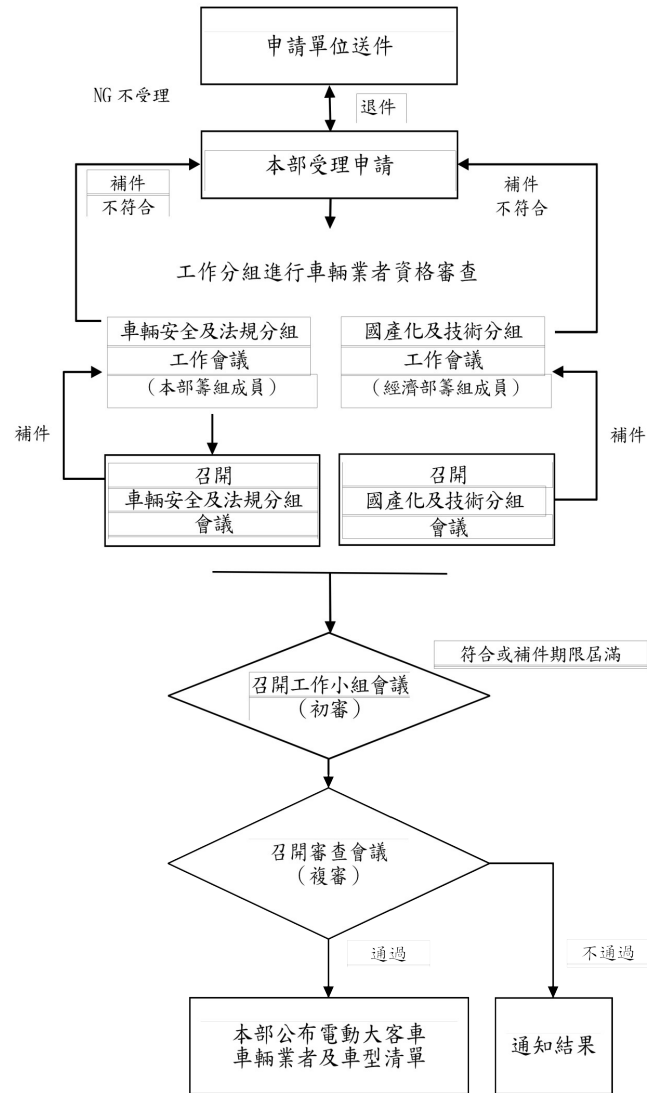 申請單位送件
NG 不受理
退件
本部受理申請
補件
不符合
補件
不符合
工作分組進行車輛業者資格審查
車輛安全及法規分組
工作會議
（本部籌組成員）
國產化及技術分組
工作會議
（經濟部籌組成員）
補件
補件
召開
車輛安全及法規分組
會議
召開
國產化及技術分組
會議
符合或補件期限屆滿
召開工作小組會議
（初審）
召開審查會議
（複審）
通過
不通過
本部公布電動大客車
車輛業者及車型清單
通知結果